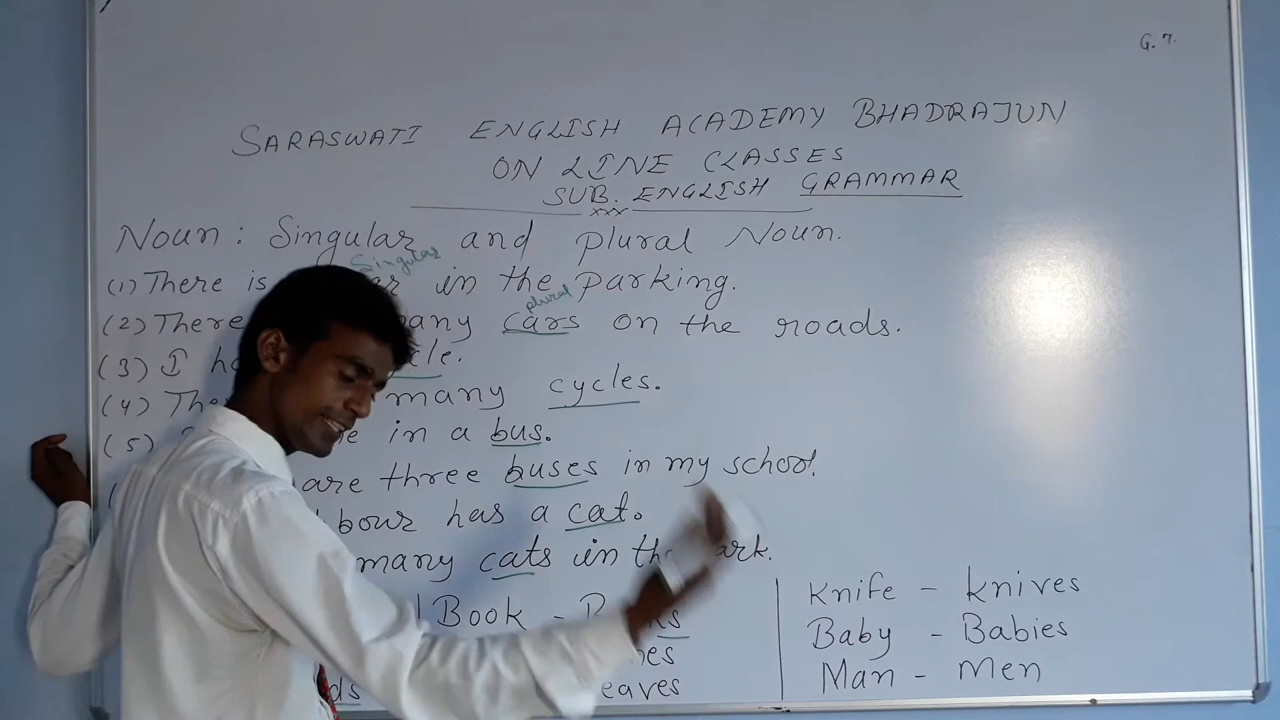 G. 7.
SARASWATI ENGLISH ACADEMY BHADRAJUN
ON LINE CLASSES
SUB. ENGLISH GRAMMAR
xxx
Noun: Singular and plural Noun.
Singular
(1) There is in the parking.
plural
(2) There many cars on the roads.
(3) I
(4) many cycles.
(5) in a bus.
are three buses in my school.
has a cat.
many cats in
Book -
Knife - knives
Baby - Babies
Man - Men